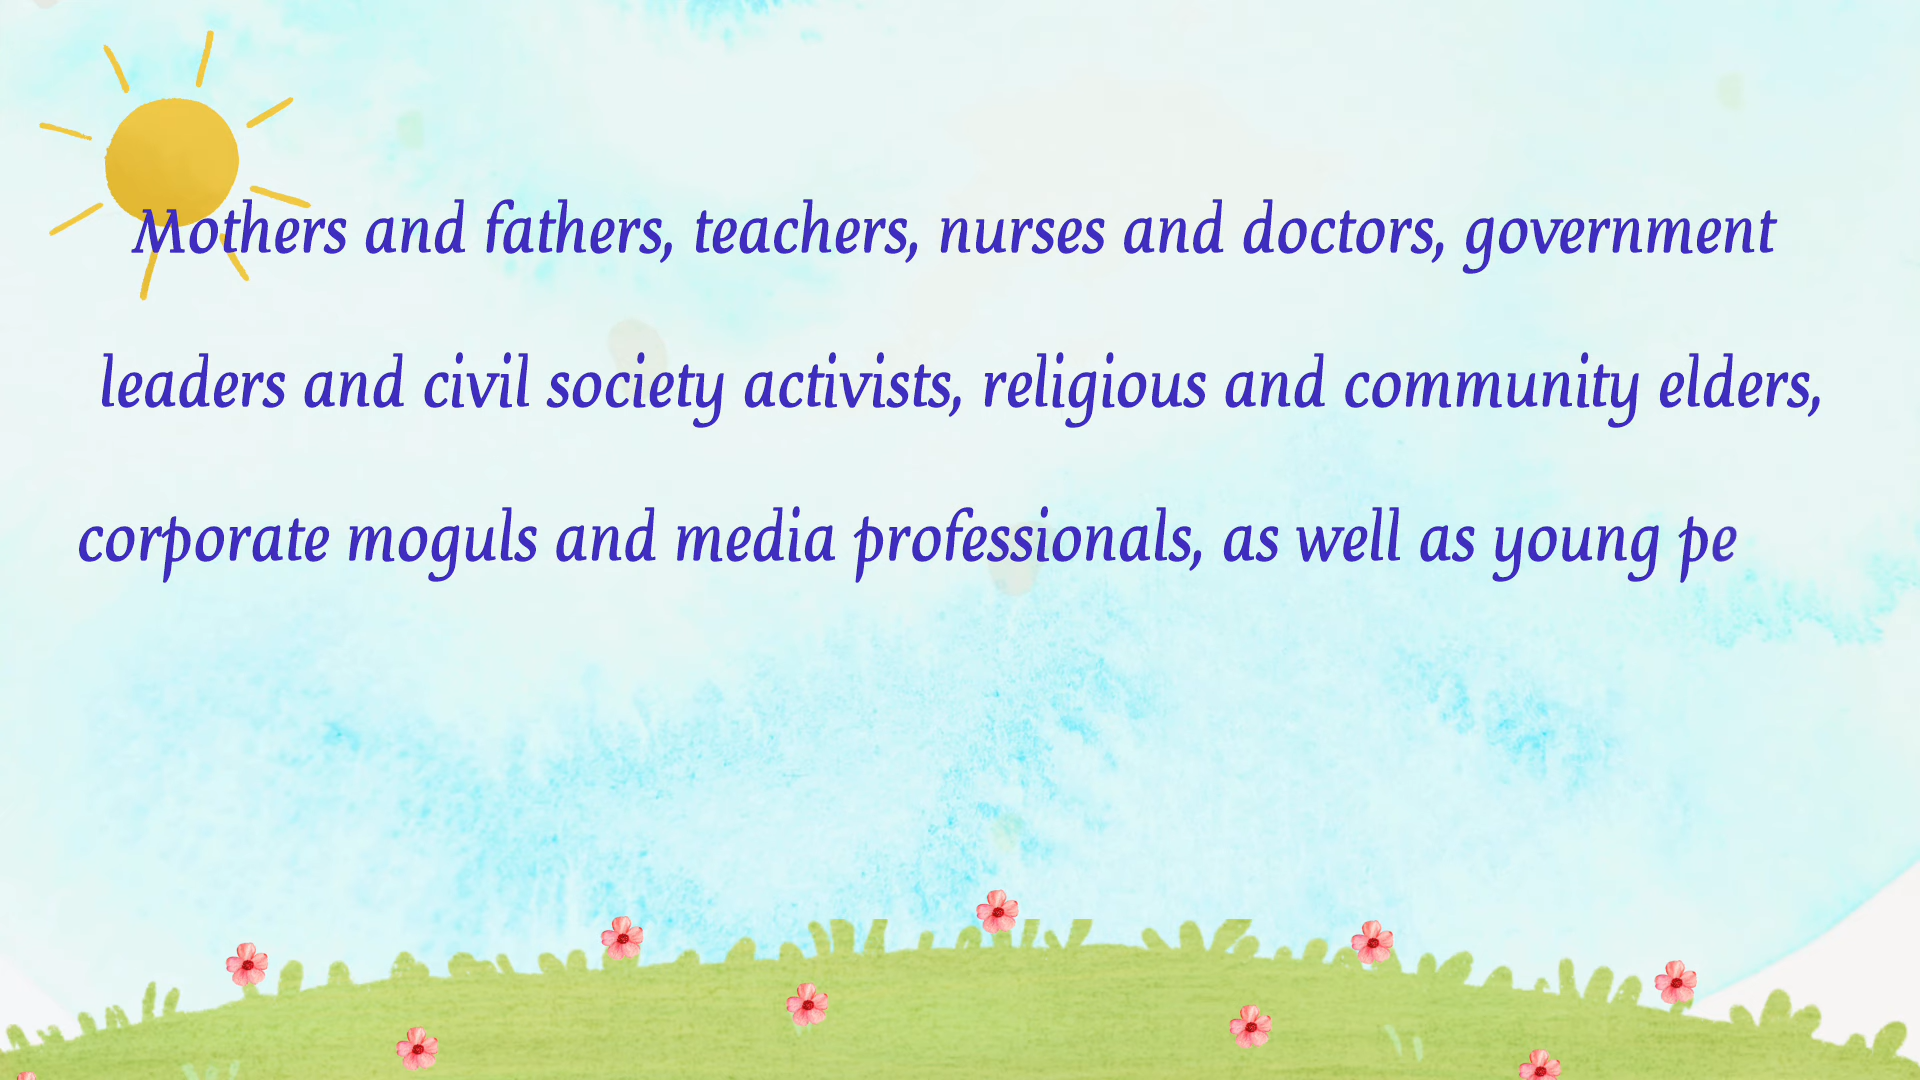 Mothers and fathers, teachers, nurses and doctors, government
leaders and civil society activists, religious and community elders,
corporate moguls and media professionals, as well as young pe